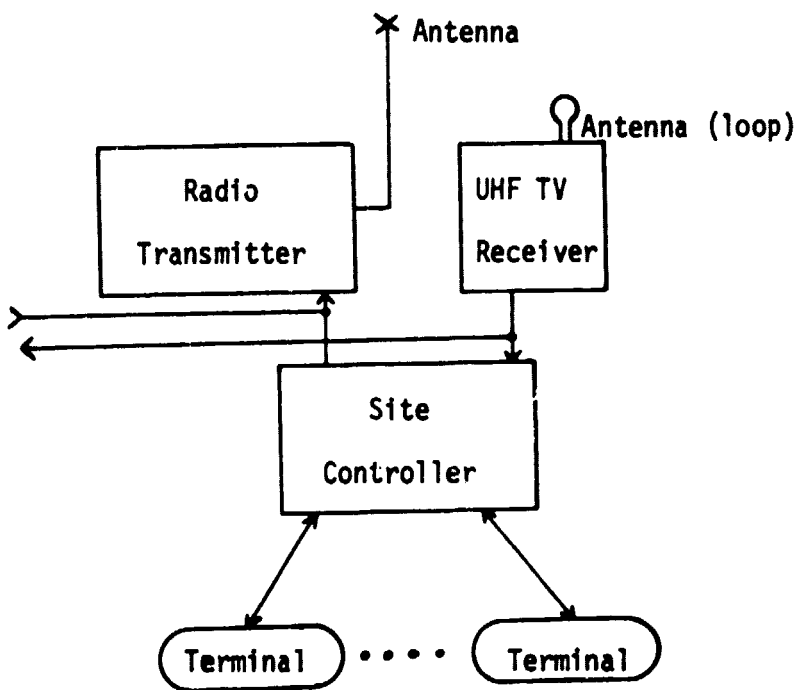 Antenna
Antenna (loop)
Radio
Transmitter
UHF TV
Receiver
Site
Controller
Terminal
Terminal